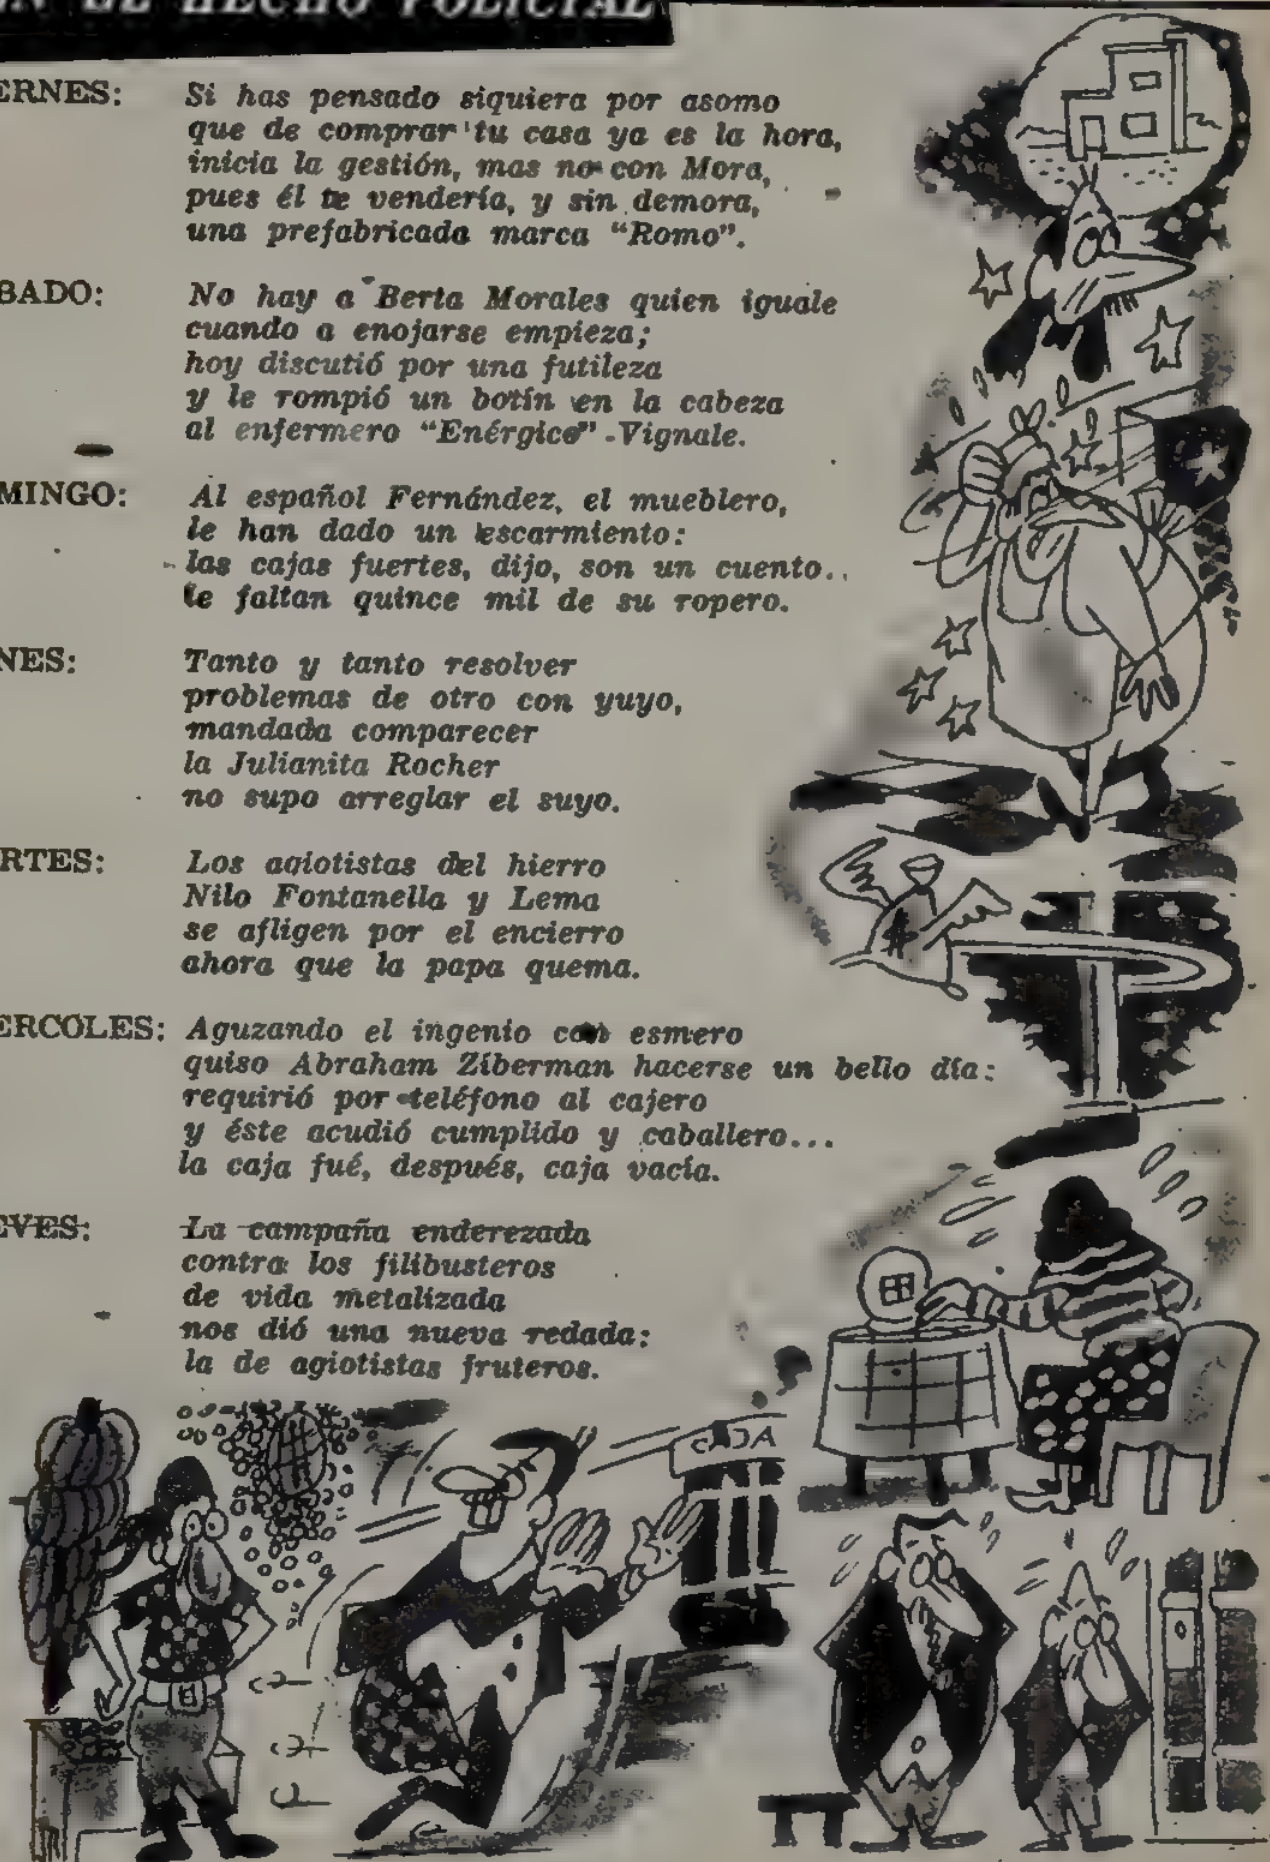 EN EL HECHO POLICIAL
ERNES:
Si has pensado siquiera por asomo
que de comprar tu casa ya es la hora,
inicia la gestión, mas no con Mora,
pues él te vendería, y sin demora,
una prefabricada marca “Romo”.
BADO:
No hay a Berta Morales quien iguale
cuando a enojarse empieza;
hoy discutió por una futileza
y le rompió un botín en la cabeza
al enfermero “Enérgico” Vignale.
MINGO:
Al español Fernández, el mueblero,
le han dado un escarmiento:
las cajas fuertes, dijo, son un cuento..
le faltan quince mil de su ropero.
NES:
Tanto y tanto resolver
problemas de otro con yuyo,
mandada comparecer
la Julianita Rocher
no supo arreglar el suyo.
RTES:
Los agiotistas del hierro
Nilo Fontanella y Lema
se afligen por el encierro
ahora que la papa quema.
ERCOLES:
Aguzando el ingenio con esmero
quiso Abraham Ziberman hacerse un bello día:
requirió por teléfono al cajero
y éste acudió cumplido y caballero...
la caja fué, después, caja vacía.
EVES:
La campaña enderezada
contra los filibusteros
de vida metalizada
nos dió una nueva redada:
la de agiotistas fruteros.
$
CAJA